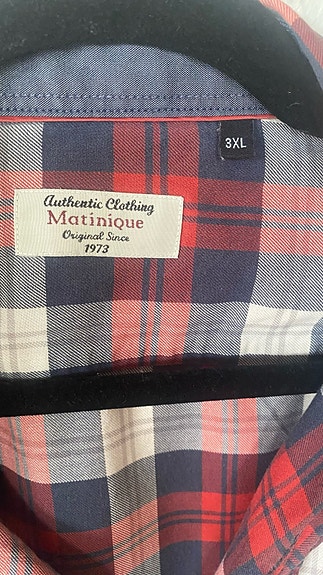 3XL
Authentic Clothing
Matinique
Original Since
1973